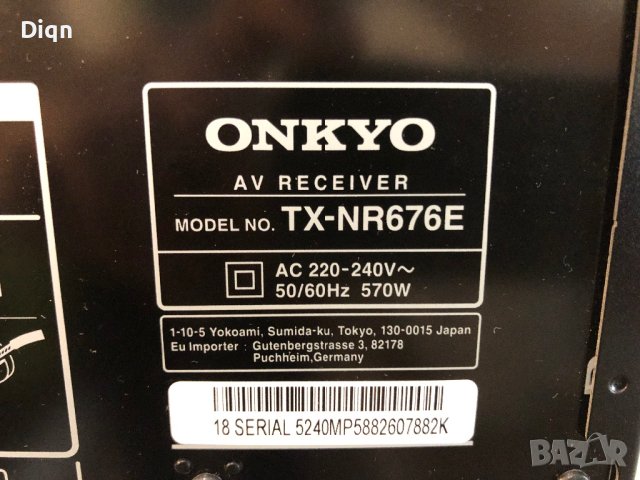 Diqn
ONKYO
AV RECEIVER
MODEL NO. TX-NR676E
AC 220-240V~
50/60Hz 570W
1-10-5 Yokoami, Sumida-ku, Tokyo, 130-0015 Japan
Eu Importer : Gutenbergstrasse 3, 82178
Puchheim,Germany
18 SERIAL 5240MP5882607882K
BAZAR